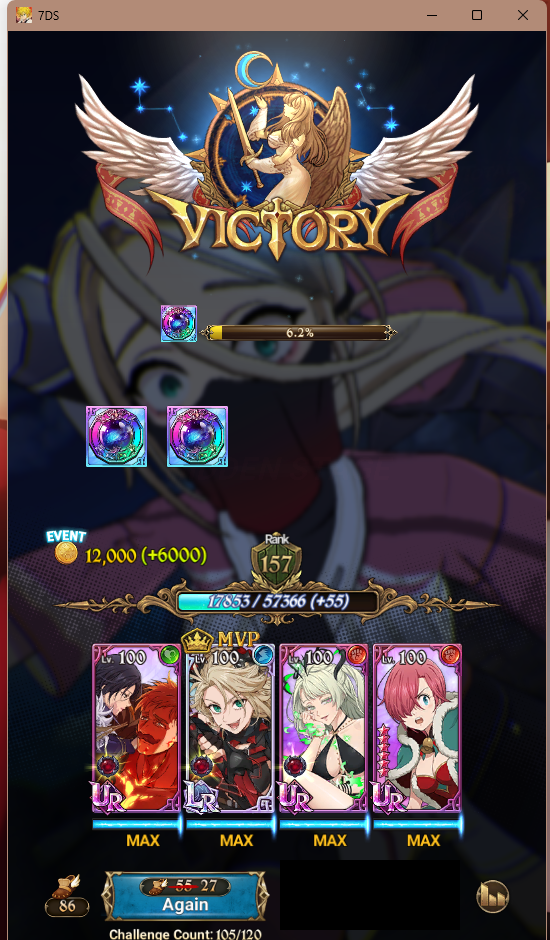 7DS
VICTORY
6.2%
EVENT
12,000 (+6000)
Rank
157
17853 / 57366 (+55)
MVP
Lv. 100
Lv. 100
Lv. 100
Lv. 100
UR
LR
UR
UR
MAX
MAX
MAX
MAX
86
55 27
Again
Challenge Count: 105/120